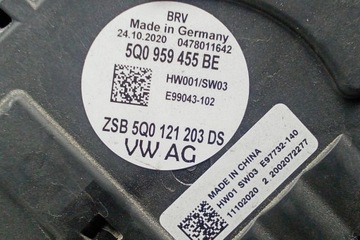 BRV
Made in Germany
24.10.2020 0478011642
5Q0 959 455 BE
HW001/SW03
E99043-102
ZSB 5Q0 121 203 DS
VW AG
MADE IN CHINA
HW01 SW03 E97732-140
11102020 2 2002072277